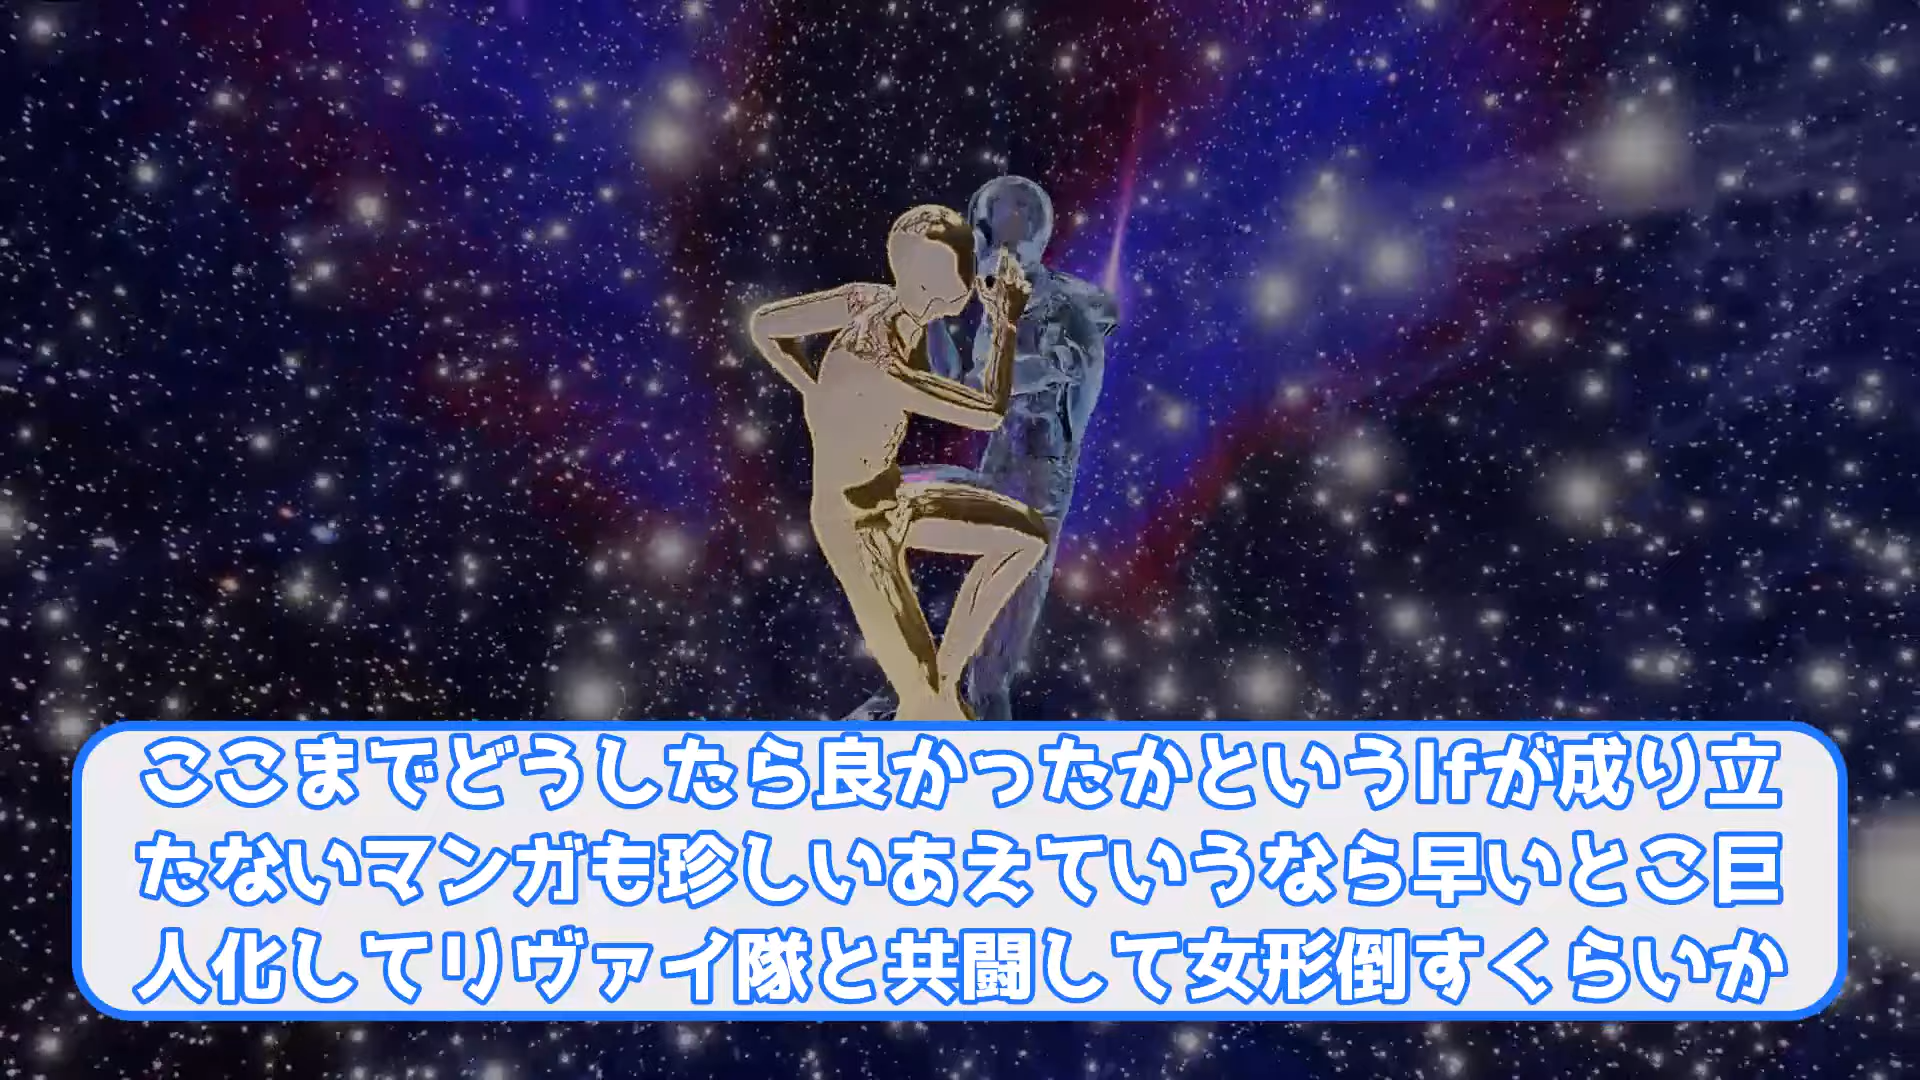 ここまでどうしたら良かったかというIfが成り立
たないマンガも珍しいあえていうなら早いとこ巨
人化してリヴァイ隊と共闘して女形倒すくらいか